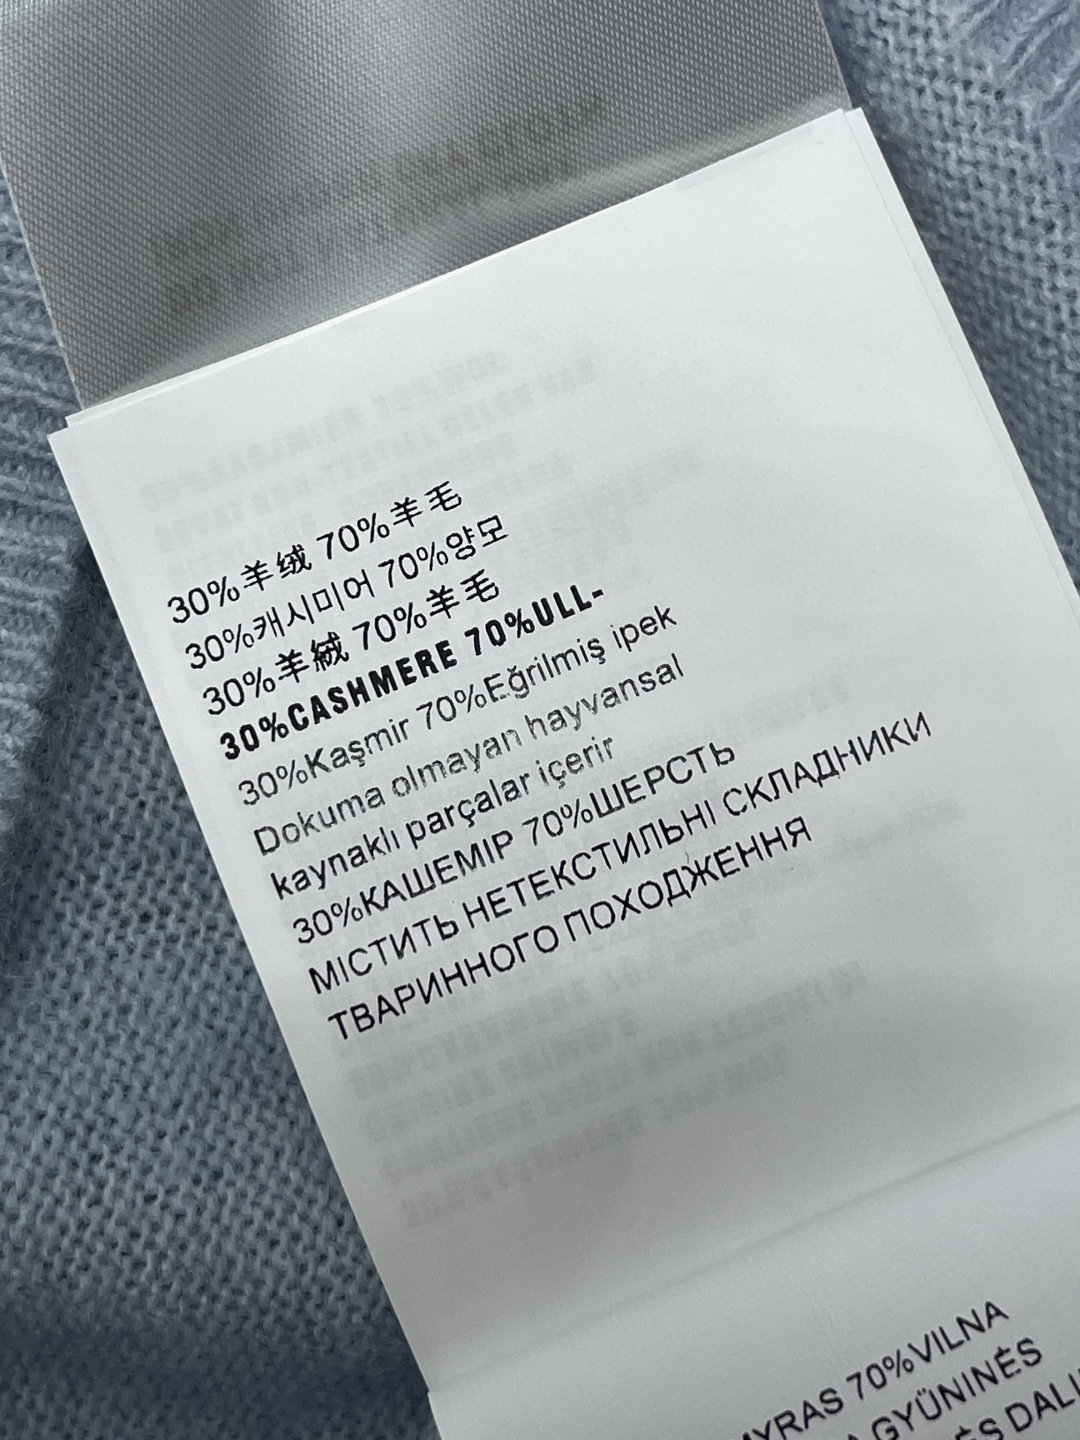 30%羊绒 70%羊毛
30%캐시미어 70%양모
30%羊絨 70%羊毛
30%CASHMERE 70%ULL-
30%Kaşmir 70%Eğrilmiş ipek
Dokuma olmayan hayvansal
kaynaklı parçalar içerir
30%КАШЕМІР 70%ШЕРСТЬ
МІСТИТЬ НЕТЕКСТИЛЬНІ СКЛАДНИКИ
ТВАРИННОГО ПОХОДЖЕННЯ
70%VILNA
GYŪNINĖS